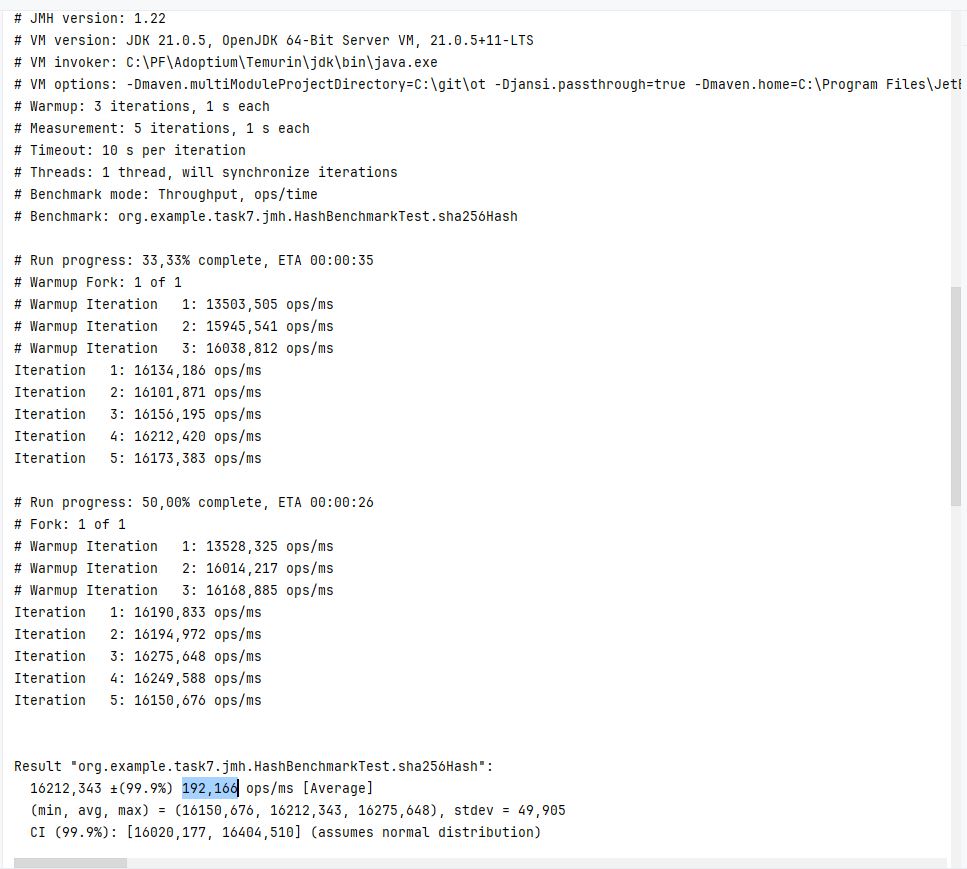 # JMH version: 1.22
# VM version: JDK 21.0.5, OpenJDK 64-Bit Server VM, 21.0.5+11-LTS
# VM invoker: C:\PF\Adoptium\Temurin\jdk\bin\java.exe
# VM options: -Dmaven.multiModuleProjectDirectory=C:\git\ot -Djansi.passthrough=true -Dmaven.home=C:\Program Files\JetB
# Warmup: 3 iterations, 1 s each
# Measurement: 5 iterations, 1 s each
# Timeout: 10 s per iteration
# Threads: 1 thread, will synchronize iterations
# Benchmark mode: Throughput, ops/time
# Benchmark: org.example.task7.jmh.HashBenchmarkTest.sha256Hash

# Run progress: 33,33% complete, ETA 00:00:35
# Warmup Fork: 1 of 1
# Warmup Iteration   1: 13503,505 ops/ms
# Warmup Iteration   2: 15945,541 ops/ms
# Warmup Iteration   3: 16038,812 ops/ms
Iteration   1: 16134,186 ops/ms
Iteration   2: 16101,871 ops/ms
Iteration   3: 16156,195 ops/ms
Iteration   4: 16212,420 ops/ms
Iteration   5: 16173,383 ops/ms

# Run progress: 50,00% complete, ETA 00:00:26
# Fork: 1 of 1
# Warmup Iteration   1: 13528,325 ops/ms
# Warmup Iteration   2: 16014,217 ops/ms
# Warmup Iteration   3: 16168,885 ops/ms
Iteration   1: 16190,833 ops/ms
Iteration   2: 16194,972 ops/ms
Iteration   3: 16275,648 ops/ms
Iteration   4: 16249,588 ops/ms
Iteration   5: 16150,676 ops/ms

Result "org.example.task7.jmh.HashBenchmarkTest.sha256Hash":
  16212,343 ±(99.9%) 192,166 ops/ms [Average]
  (min, avg, max) = (16150,676, 16212,343, 16275,648), stdev = 49,905
  CI (99.9%): [16020,177, 16404,510] (assumes normal distribution)